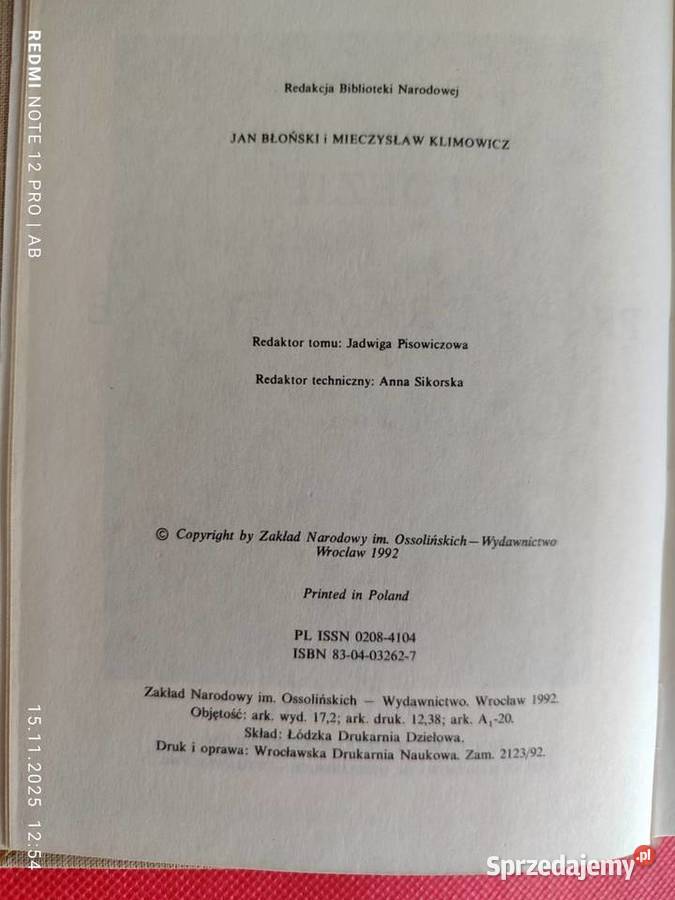 Redakcja Biblioteki Narodowej
JAN BŁOŃSKI i MIECZYSŁAW KLIMOWICZ
Redaktor tomu: Jadwiga Pisowiczowa
Redaktor techniczny: Anna Sikorska
© Copyright by Zakład Narodowy im. Ossolińskich — Wydawnictwo
Wrocław 1992
Printed in Poland
PL ISSN 0208-4104
ISBN 83-04-03262-7
Zakład Narodowy im. Ossolińskich — Wydawnictwo. Wrocław 1992.
Objętość: ark. wyd. 17,2; ark. druk. 12,38; ark. A₁-20.
Skład: Łódzka Drukarnia Dziełowa.
Druk i oprawa: Wrocławska Drukarnia Naukowa. Zam. 2123/92.
REDMI NOTE 12 PRO | AB
15.11.2025 12:54
Sprzedajemy.pl